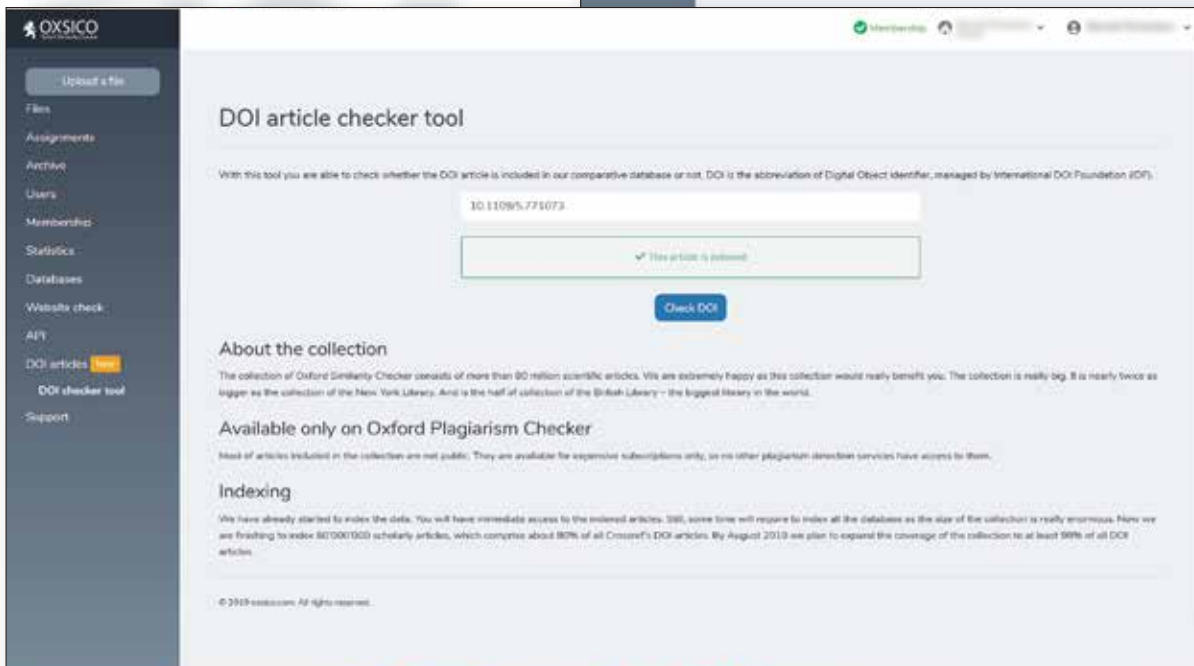 OXSICO
Membership
Upload a file
Files
Assignments
Archive
Users
Membership
Statistics
Databases
Website check
API
DOI articles New
DOI checker tool
Support
DOI article checker tool
With this tool you are able to check whether the DOI article is included in our comparative database or not. DOI is the abbreviation of Digital Object Identifier, managed by International DOI Foundation (IDF).
10.1109/5.771073
This article is indexed
Check DOI
About the collection
The collection of Oxford Similarity Checker consists of more than 80 million scientific articles. We are extremely happy as this collection would really benefit you. The collection is really big. It is nearly twice as
bigger as the collection of the New York Library. And is the half of collection of the British Library – the biggest library in the world.
Available only on Oxford Plagiarism Checker
Most of articles included in the collection are not public. They are available for expensive subscriptions only, so no other plagiarism detection services have access to them.
Indexing
We have already started to index the data. You will have immediate access to the indexed articles. Still, some time will require to index all the database as the size of the collection is really enormous. Now we
are finishing to index 80'000'000 scholarly articles, which comprise about 80% of all Crossref's DOI articles. By August 2019 we plan to expand the coverage of the collection to at least 98% of all DOI
articles.
© 2019 oxsico.com. All rights reserved.